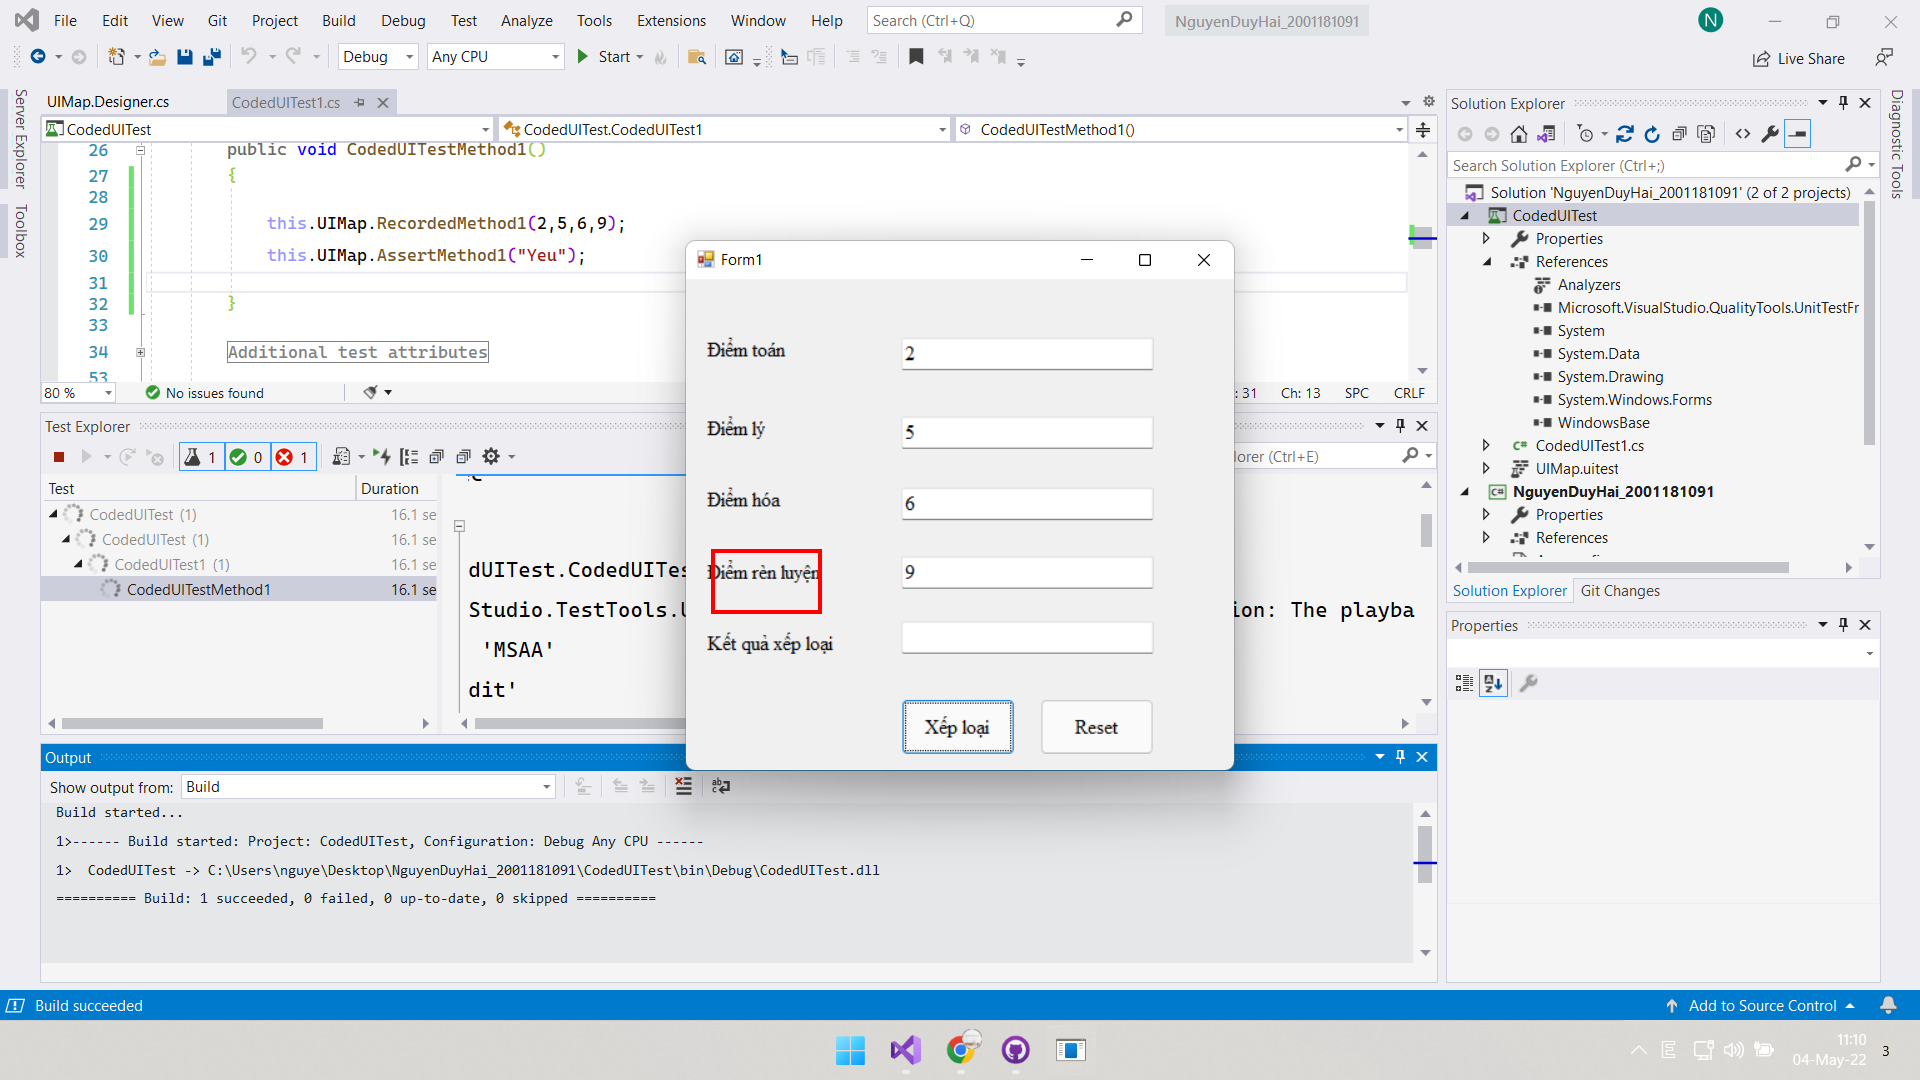 File Edit View Git Project Build Debug Test Analyze Tools Extensions Window Help Search (Ctrl+Q) NguyenDuyHai_2001181091 N
Debug Any CPU Start Live Share
Server Explorer
Toolbox
UIMap.Designer.cs CodedUITest1.cs
CodedUITest CodedUITest.CodedUITest1 CodedUITestMethod1()
26 public void CodedUITestMethod1()
27 {
28
29 this.UIMap.RecordedMethod1(2,5,6,9);
30 this.UIMap.AssertMethod1("Yeu");
31
32 }
33
34 Additional test attributes
53
80 % No issues found : 31 Ch: 13 SPC CRLF
Test Explorer
1 0 1 lorer (Ctrl+E)
Test Duration
CodedUITest (1) 16.1 se
CodedUITest (1) 16.1 se
CodedUITest1 (1) 16.1 se
CodedUITestMethod1 16.1 se
dUITest.CodedUITes
Studio.TestTools.U ion: The playba
'MSAA'
dit'
Form1
Điểm toán 2
Điểm lý 5
Điểm hóa 6
Điểm rèn luyện 9
Kết quả xếp loại
Xếp loại Reset
Output
Show output from: Build
Build started...
1>------ Build started: Project: CodedUITest, Configuration: Debug Any CPU ------
1> CodedUITest -> C:\Users\nguye\Desktop\NguyenDuyHai_2001181091\CodedUITest\bin\Debug\CodedUITest.dll
========== Build: 1 succeeded, 0 failed, 0 up-to-date, 0 skipped ==========
Solution Explorer
Search Solution Explorer (Ctrl+;)
Solution 'NguyenDuyHai_2001181091' (2 of 2 projects)
CodedUITest
Properties
References
Analyzers
Microsoft.VisualStudio.QualityTools.UnitTestFr
System
System.Data
System.Drawing
System.Windows.Forms
WindowsBase
CodedUITest1.cs
UIMap.uitest
NguyenDuyHai_2001181091
Properties
References
Solution Explorer Git Changes
Properties
Diagnostic Tools
Build succeeded Add to Source Control
11:10
04-May-22 3